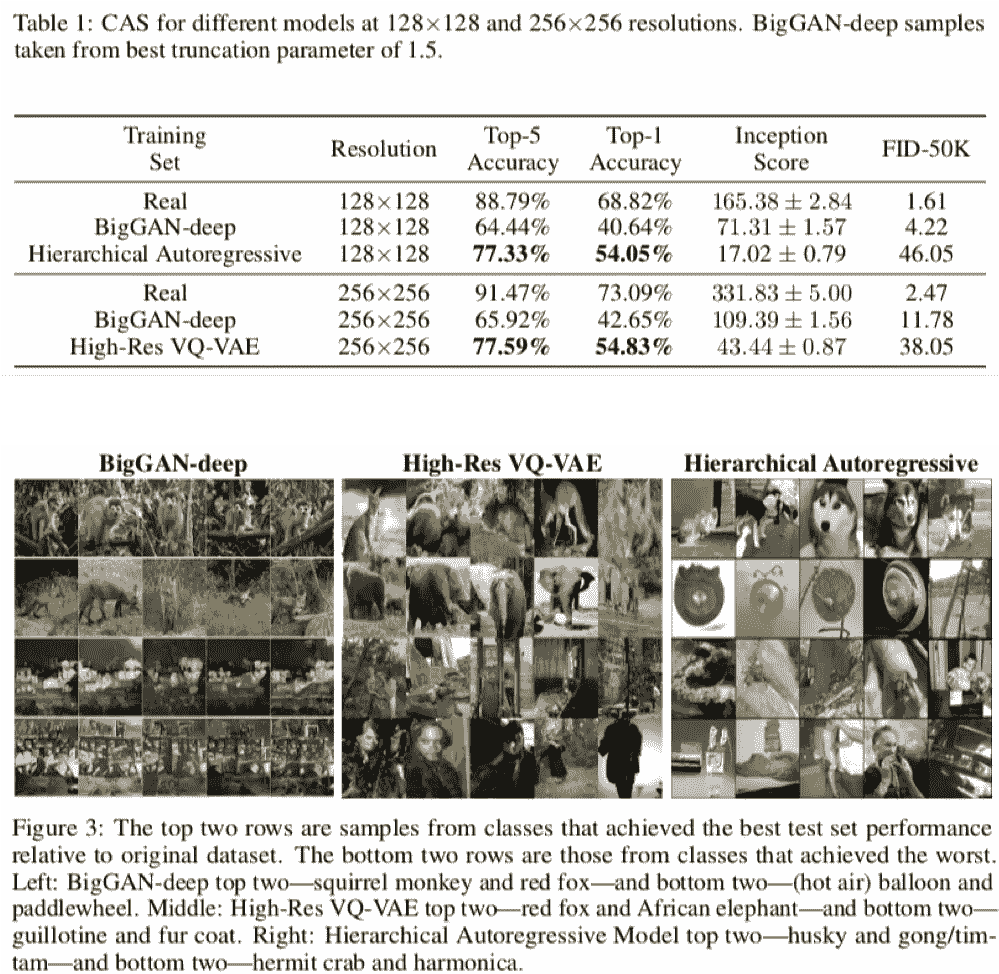 Table 1: CAS for different models at 128×128 and 256×256 resolutions. BigGAN-deep samples
taken from best truncation parameter of 1.5.
Training Set Resolution Top-5 Accuracy Top-1 Accuracy Inception Score FID-50K
Real 128×128 88.79% 68.82% 165.38 ± 2.84 1.61
BigGAN-deep 128×128 64.44% 40.64% 71.31 ± 1.57 4.22
Hierarchical Autoregressive 128×128 77.33% 54.05% 17.02 ± 0.79 46.05
Real 256×256 91.47% 73.09% 331.83 ± 5.00 2.47
BigGAN-deep 256×256 65.92% 42.65% 109.39 ± 1.56 11.78
High-Res VQ-VAE 256×256 77.59% 54.83% 43.44 ± 0.87 38.05
BigGAN-deep High-Res VQ-VAE Hierarchical Autoregressive
Figure 3: The top two rows are samples from classes that achieved the best test set performance
relative to original dataset. The bottom two rows are those from classes that achieved the worst.
Left: BigGAN-deep top two—squirrel monkey and red fox—and bottom two—(hot air) balloon and
paddlewheel. Middle: High-Res VQ-VAE top two—red fox and African elephant—and bottom two—
guillotine and fur coat. Right: Hierarchical Autoregressive Model top two—husky and gong/tim-
tam—and bottom two—hermit crab and harmonica.